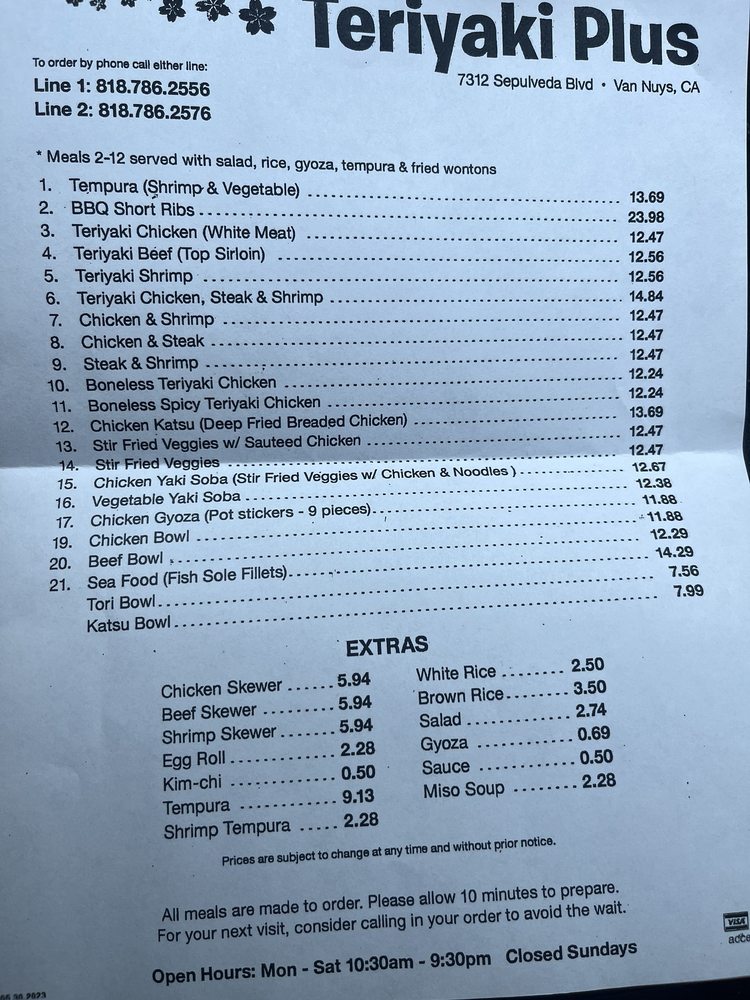 Teriyaki Plus
7312 Sepulveda Blvd • Van Nuys, CA
To order by phone call either line:
Line 1: 818.786.2556
Line 2: 818.786.2576
* Meals 2-12 served with salad, rice, gyoza, tempura & fried wontons
1. Tempura (Shrimp & Vegetable) 13.69
2. BBQ Short Ribs 23.98
3. Teriyaki Chicken (White Meat) 12.47
4. Teriyaki Beef (Top Sirloin) 12.56
5. Teriyaki Shrimp 12.56
6. Teriyaki Chicken, Steak & Shrimp 14.84
7. Chicken & Shrimp 12.47
8. Chicken & Steak 12.47
9. Steak & Shrimp 12.47
10. Boneless Teriyaki Chicken 12.24
11. Boneless Spicy Teriyaki Chicken 12.24
12. Chicken Katsu (Deep Fried Breaded Chicken) 13.69
13. Stir Fried Veggies w/ Sauteed Chicken 12.47
14. Stir Fried Veggies 12.47
15. Chicken Yaki Soba (Stir Fried Veggies w/ Chicken & Noodles ) 12.67
16. Vegetable Yaki Soba 12.38
17. Chicken Gyoza (Pot stickers - 9 pieces) 11.88
19. Chicken Bowl 11.88
20. Beef Bowl 12.29
21. Sea Food (Fish Sole Fillets) 14.29
Tori Bowl 7.56
Katsu Bowl 7.99
EXTRAS
Chicken Skewer 5.94
Beef Skewer 5.94
Shrimp Skewer 5.94
Egg Roll 2.28
Kim-chi 0.50
Tempura 9.13
Shrimp Tempura 2.28
White Rice 2.50
Brown Rice 3.50
Salad 2.74
Gyoza 0.69
Sauce 0.50
Miso Soup 2.28
Prices are subject to change at any time and without prior notice.
All meals are made to order. Please allow 10 minutes to prepare.
For your next visit, consider calling in your order to avoid the wait.
Open Hours: Mon - Sat 10:30am - 9:30pm Closed Sundays
VISA